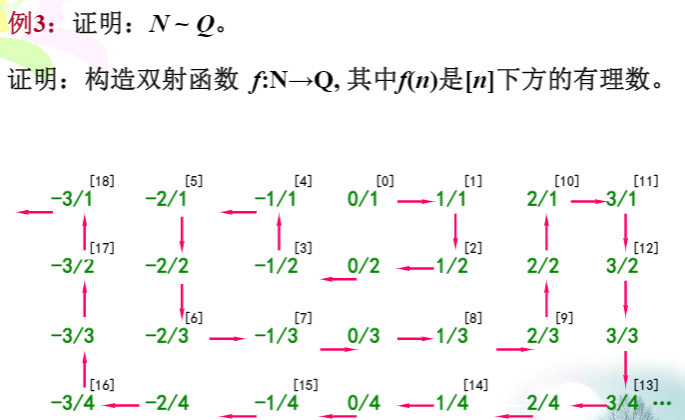 例3：证明：N ~ Q。
证明：构造双射函数 f:N→Q, 其中f(n)是[n]下方的有理数。
[18] [5] [4] [0] [1] [10] [11]
-3/1 -2/1 -1/1 0/1 1/1 2/1 3/1
[17] [3] [2] [12]
-3/2 -2/2 -1/2 0/2 1/2 2/2 3/2
[6] [7] [8] [9]
-3/3 -2/3 -1/3 0/3 1/3 2/3 3/3
[16] [15] [14] [13]
-3/4 -2/4 -1/4 0/4 1/4 2/4 3/4 …